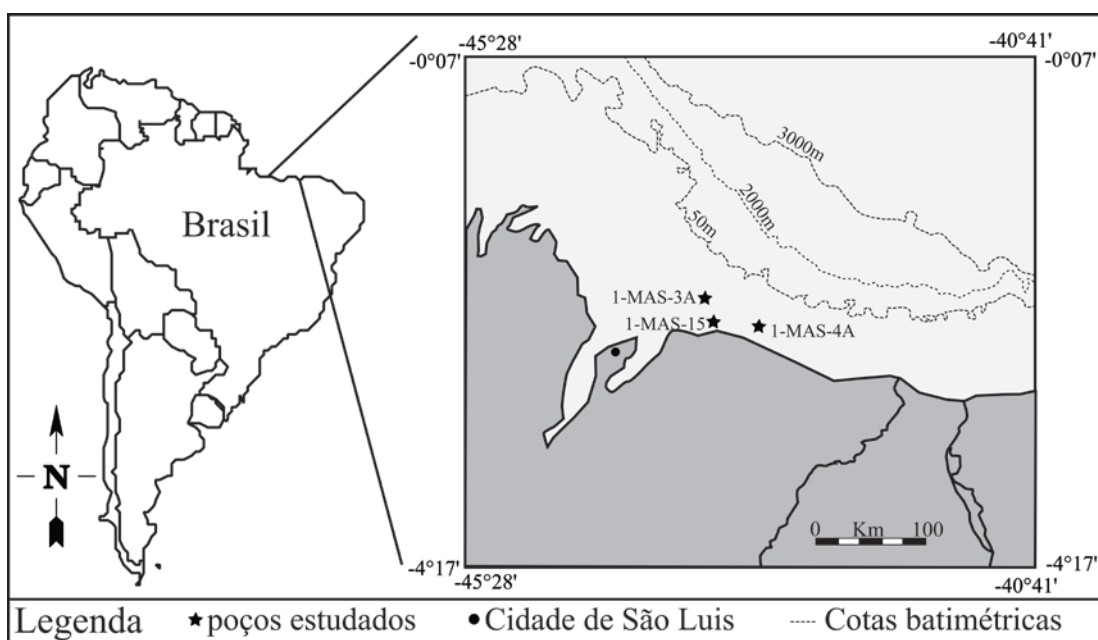 -45°28'
-40°41'
-0°07'
-0°07'
3000m
2000m
50m
Brasil
1-MAS-3A
1-MAS-15
1-MAS-4A
N
0 Km 100
-4°17'
-4°17'
-45°28'
-40°41'
Legenda ★ poços estudados ● Cidade de São Luis ---- Cotas batimétricas